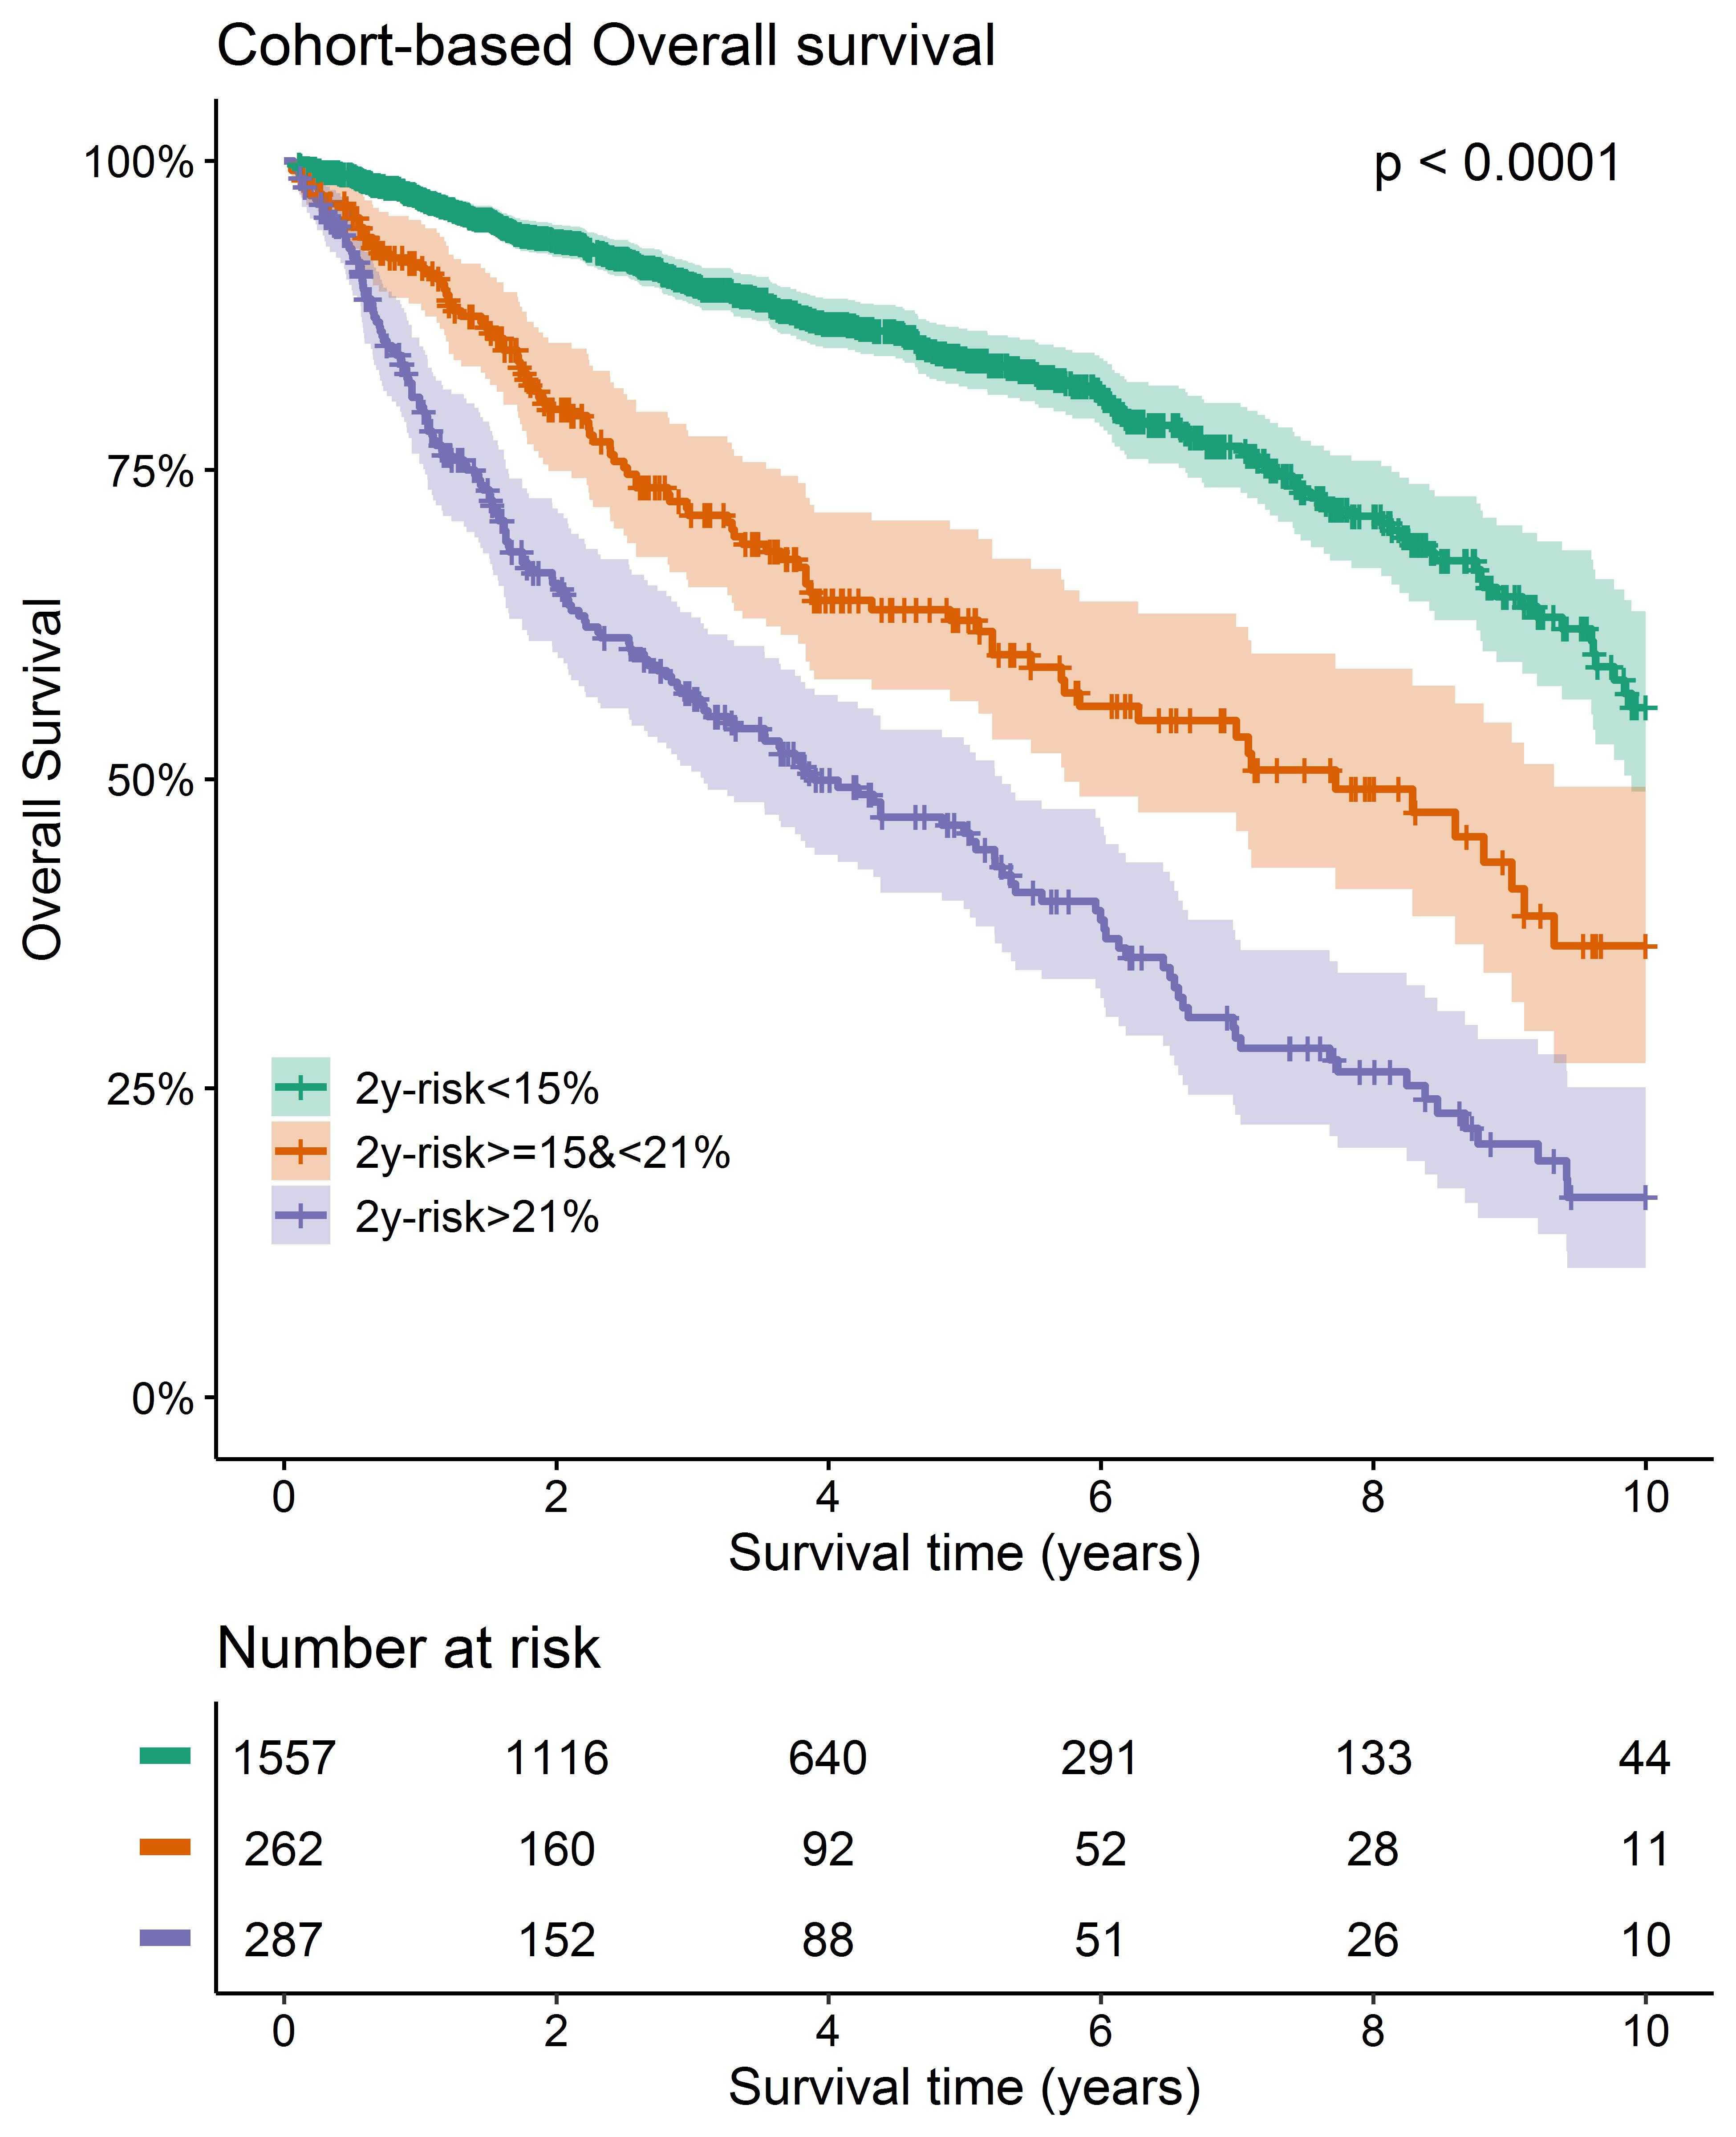 Cohort-based Overall survival
p < 0.0001
100%
75%
50%
25%
0%
Overall Survival
2y-risk<15%
2y-risk>=15&<21%
2y-risk>21%
0 2 4 6 8 10
Survival time (years)
Number at risk
1557 1116 640 291 133 44
262 160 92 52 28 11
287 152 88 51 26 10
0 2 4 6 8 10
Survival time (years)